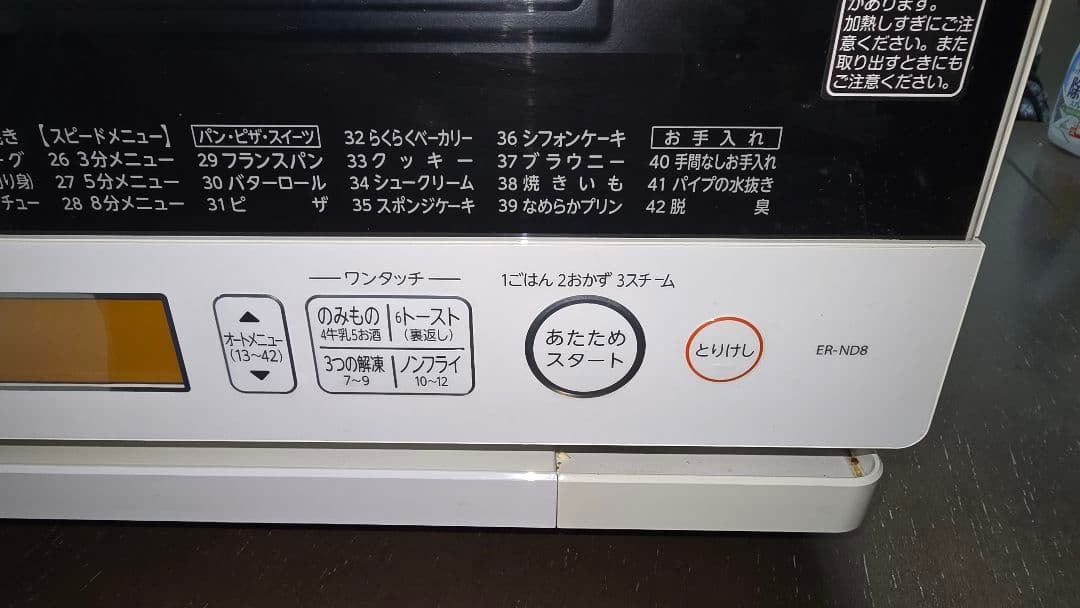 があります。
加熱しすぎにご注
意ください。また
取り出すときにも
ご注意ください。
【スピードメニュー】
26 3分メニュー
27 5分メニュー
28 8分メニュー
パン・ピザ・スイーツ
29 フランスパン
30 バターロール
31 ピザ
32 らくらくベーカリー
33 クッキー
34 シュークリーム
35 スポンジケーキ
36 シフォンケーキ
37 ブラウニー
38 焼きいも
39 なめらかプリン
お手入れ
40 手間なしお手入れ
41 パイプの水抜き
42 脱臭
オートメニュー
(13~42)
ワンタッチ
のみもの
4牛乳5お酒
6トースト
(裏返し)
3つの解凍
7~9
ノンフライ
10~12
1ごはん 2おかず 3スチーム
あたため
スタート
とりけし
ER-ND8